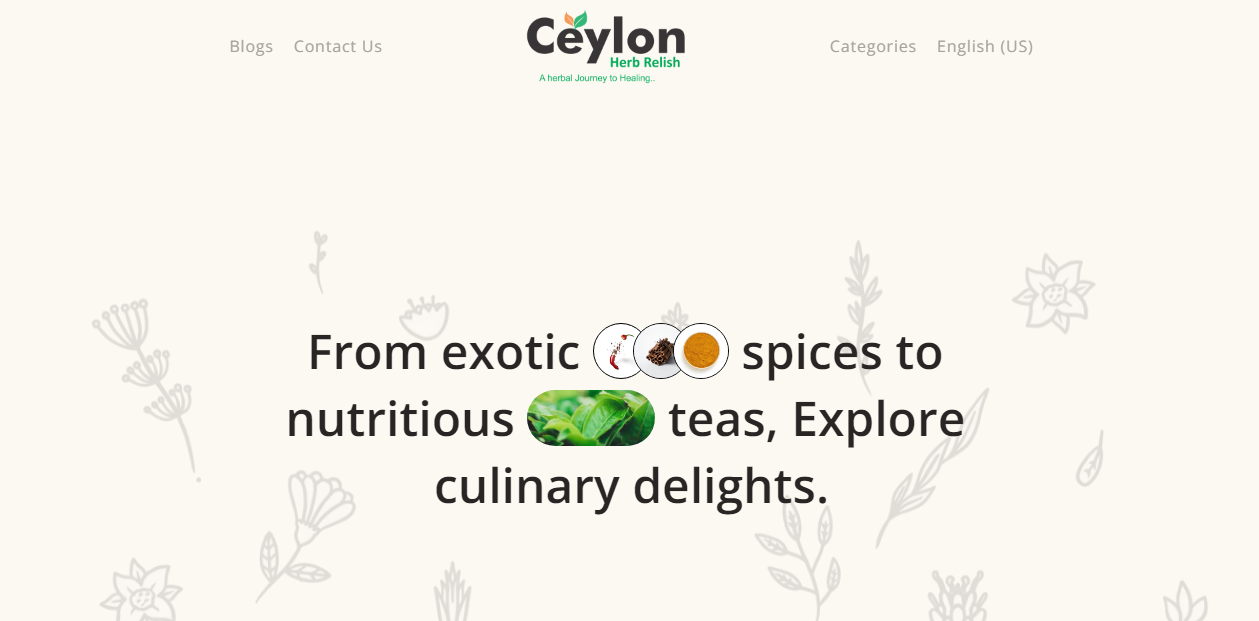 Blogs Contact Us
Ceylon
Herb Relish
A herbal Journey to Healing..
Categories English (US)
From exotic spices to
nutritious teas, Explore
culinary delights.